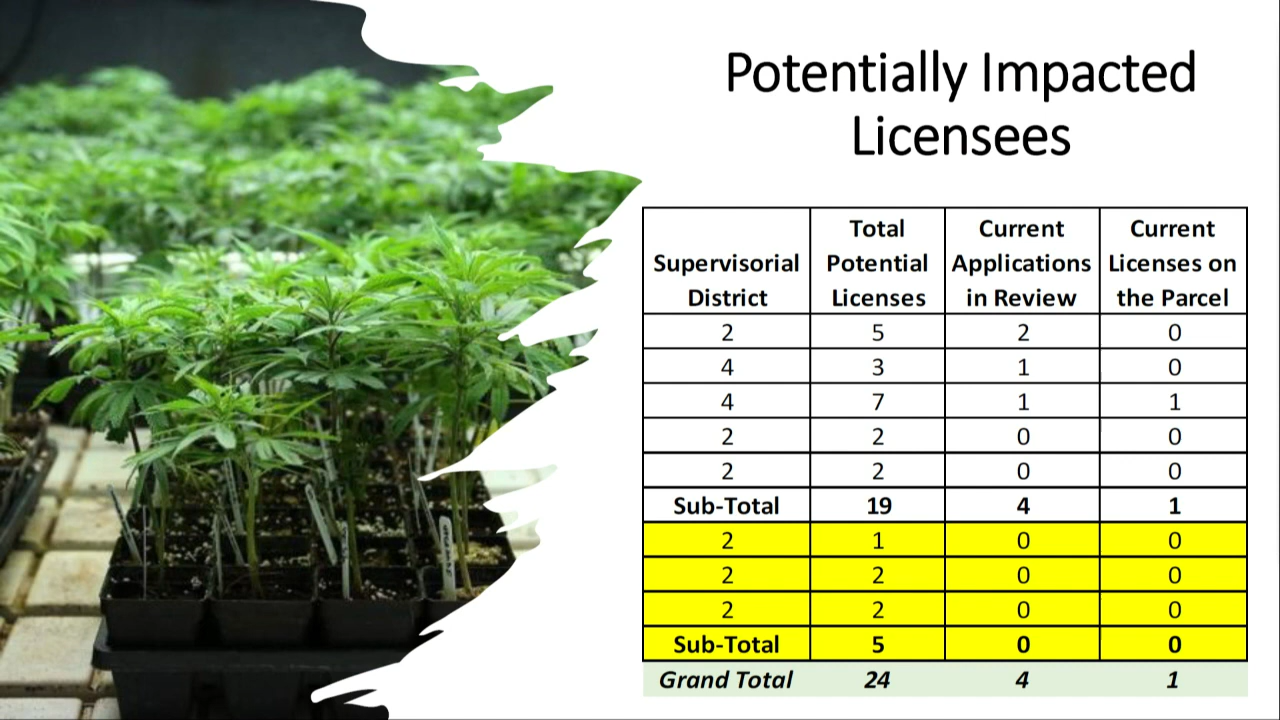 Potentially Impacted
Licensees
Supervisorial District Total Potential Licenses Current Applications in Review Current Licenses on the Parcel
2 5 2 0
4 3 1 0
4 7 1 1
2 2 0 0
2 2 0 0
Sub-Total 19 4 1
2 1 0 0
2 2 0 0
2 2 0 0
Sub-Total 5 0 0
Grand Total 24 4 1